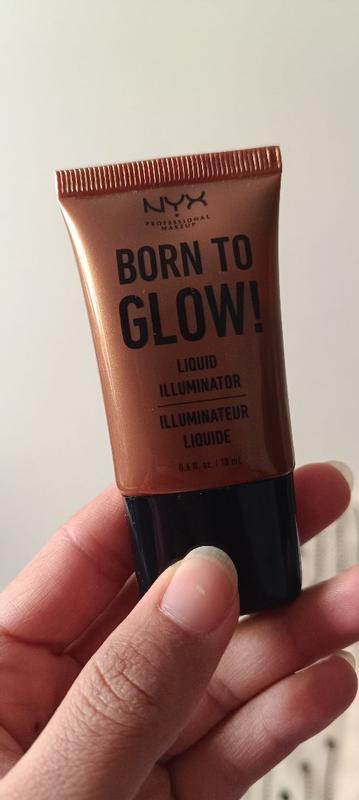 NYX
PROFESSIONAL
MAKEUP
BORN TO
GLOW!
LIQUID
ILLUMINATOR
ILLUMINATEUR
LIQUIDE
0.6 fl. oz. / 18 mL